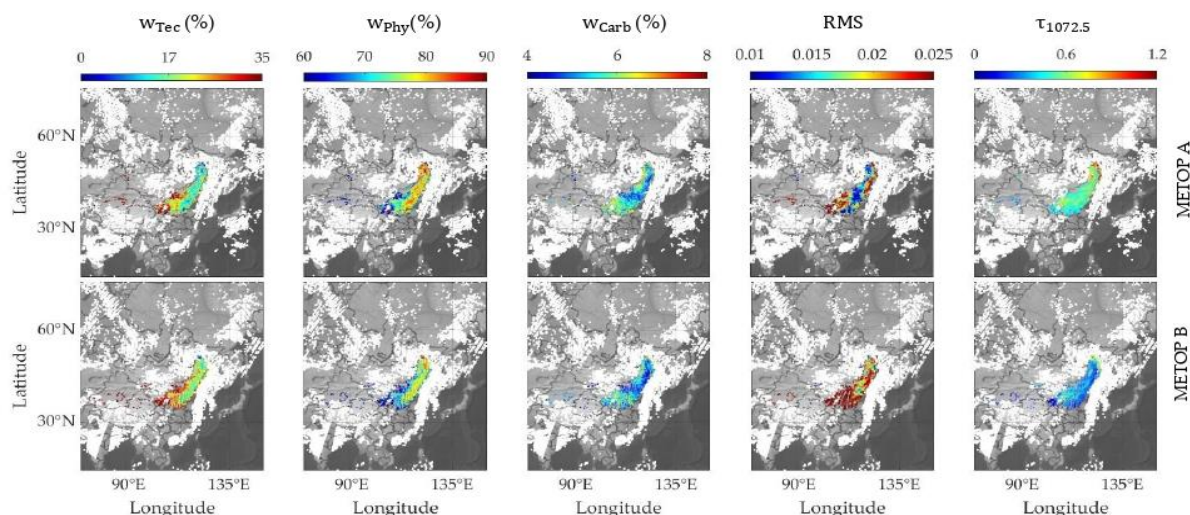 w_Tec (%) w_Phy(%) w_Carb (%) RMS τ_1072.5
0 17 35 60 70 80 90 4 6 8 0.01 0.015 0.02 0.025 0 0.6 1.2
60°N
Latitude
30°N
METOP A
60°N
Latitude
30°N
METOP B
90°E 135°E 90°E 135°E 90°E 135°E 90°E 135°E 90°E 135°E
Longitude Longitude Longitude Longitude Longitude